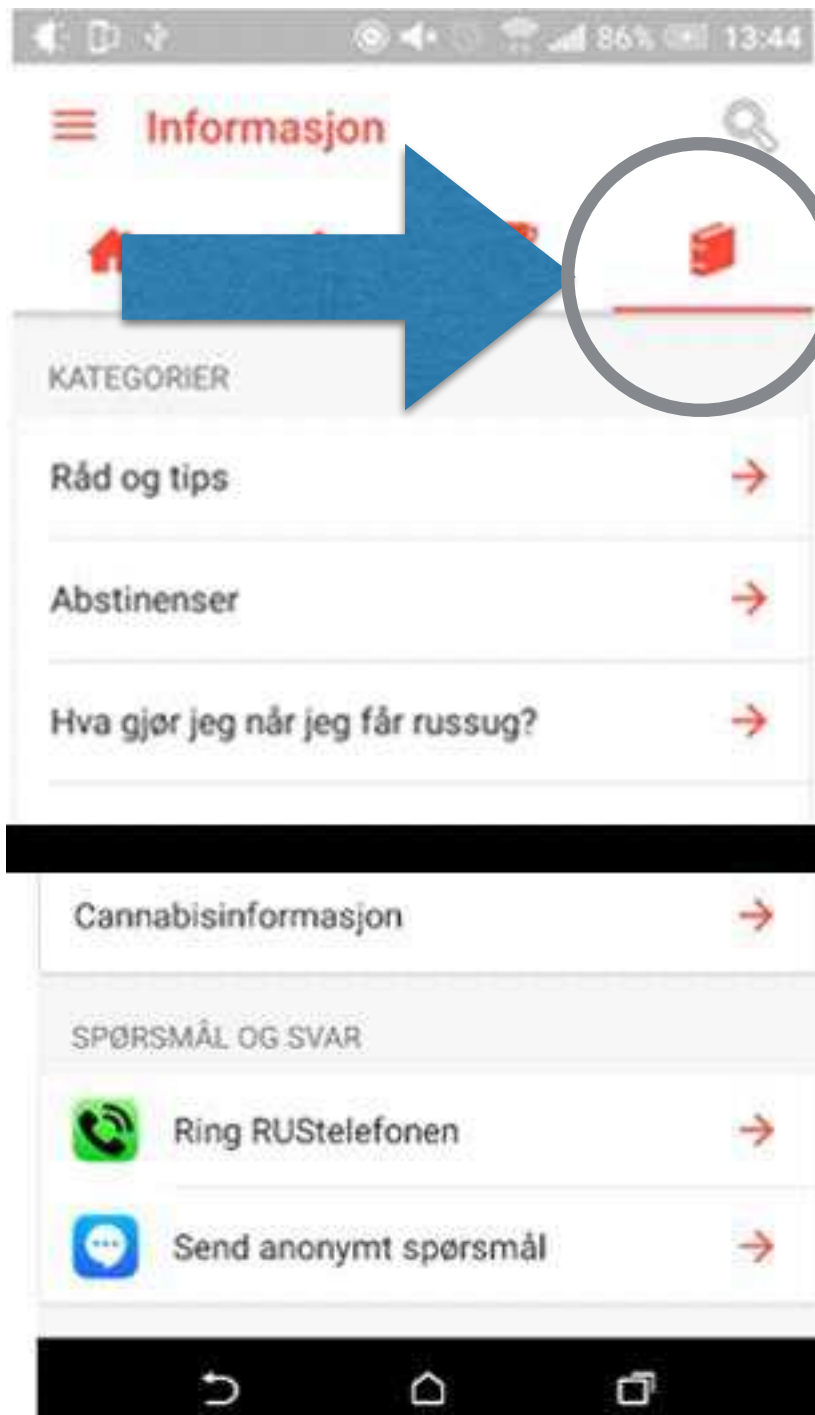 86% 13:44
Informasjon
KATEGORIER
Råd og tips
Abstinenser
Hva gjør jeg når jeg får russug?
Cannabisinformasjon
SPØRSMÅL OG SVAR
Ring RUStelefonen
Send anonymt spørsmål